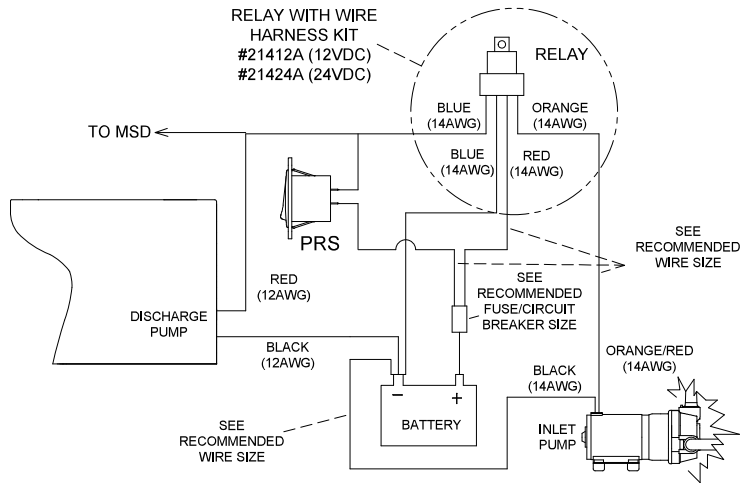 RELAY WITH WIRE
HARNESS KIT
#21412A (12VDC)
#21424A (24VDC)
RELAY
BLUE
(14AWG)
ORANGE
(14AWG)
TO MSD
BLUE
(14AWG)
RED
(14AWG)
PRS
SEE
RECOMMENDED
WIRE SIZE
RED
(12AWG)
SEE
RECOMMENDED
FUSE/CIRCUIT
BREAKER SIZE
DISCHARGE
PUMP
BLACK
(12AWG)
BLACK
(14AWG)
ORANGE/RED
(14AWG)
−
+
BATTERY
SEE
RECOMMENDED
WIRE SIZE
INLET
PUMP